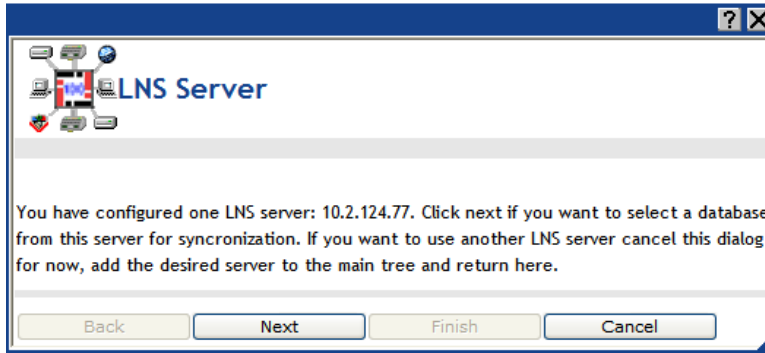 ?
LNS Server
You have configured one LNS server: 10.2.124.77. Click next if you want to select a database
from this server for syncronization. If you want to use another LNS server cancel this dialog
for now, add the desired server to the main tree and return here.
Back Next Finish Cancel